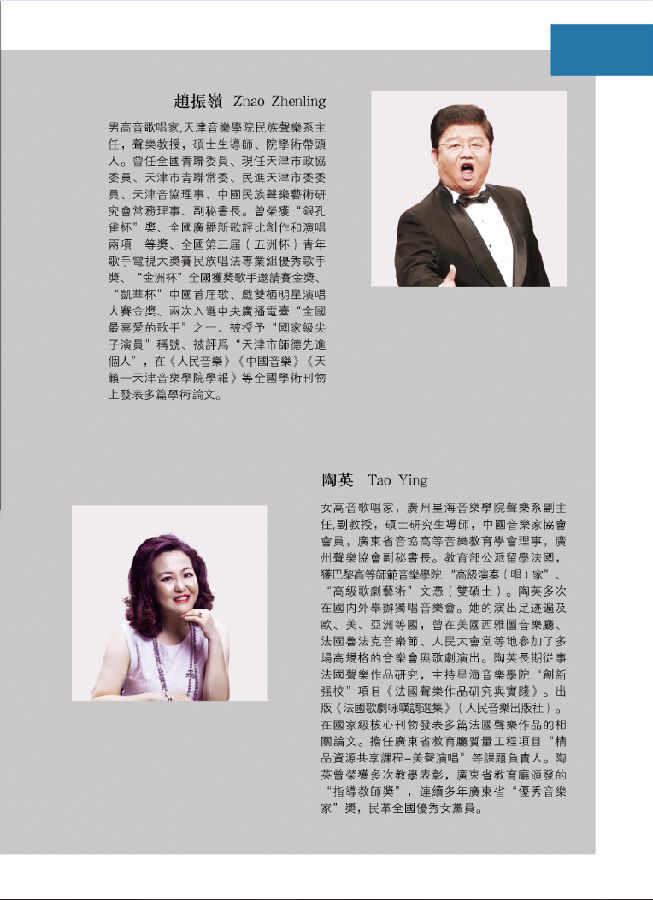 趙振嶺 Zhao Zhenling
男高音歌唱家,天津音樂學院民族聲樂系主
任，聲樂教授，碩士生導師、院學術帶頭
人。曾任全國青聯委員、現任天津市政協
委員、天津市青聯常委、民進天津市委委
員、天津音協理事、中國民族聲樂藝術研
究會常務理事、副秘書長。曾榮獲“銀孔
雀杯”獎、全國廣播新歌評比創作和演唱
兩項一等獎、全國第二屆（五洲杯）青年
歌手電視大獎賽民族唱法專業組優秀歌手
獎、“金洲杯”全國獲獎歌手邀請賽金獎、
“凱華杯”中國首屆歌、戲雙栖明星演唱
大賽金獎、兩次入選中央廣播電臺“全國
最喜愛的歌手”之一、被授予“國家級尖
子演員”稱號、被評爲“天津市師德先進
個人”，在《人民音樂》《中國音樂》《天
籟—天津音樂學院學報》等全國學術刊物
上發表多篇學術論文。
陶英 Tao Ying
女高音歌唱家，廣州星海音樂學院聲樂系副主
任,副教授，碩士研究生導師，中國音樂家協會
會員，廣東省音協高等音樂教育學會理事，廣
州聲樂協會副秘書長。教育部公派留學法國，
獲巴黎高等師範音樂學院“高級演奏（唱）家”、
“高級歌劇藝術”文憑（雙碩士）。陶英多次
在國内外舉辦獨唱音樂會。她的演出足迹遍及
歐、美、亞洲等國，曾在美國西雅圖音樂廳、
法國魯法克音樂節、人民大會堂等地參加了多
場高規格的音樂會與歌劇演出。陶英長期從事
法國聲樂作品研究，主持星海音樂學院“創新
强校”項目《法國聲樂作品研究與實踐》。出
版《法國歌劇咏嘆調選集》（人民音樂出版社）。
在國家級核心刊物發表多篇法國聲樂作品的相
關論文。擔任廣東省教育廳質量工程項目“精
品資源共享課程–美聲演唱”等課題負責人。陶
英曾榮獲多次教學表彰，廣東省教育廳頒發的
“指導教師獎”，連續多年廣東省“優秀音樂
家”獎，民革全國優秀女黨員。